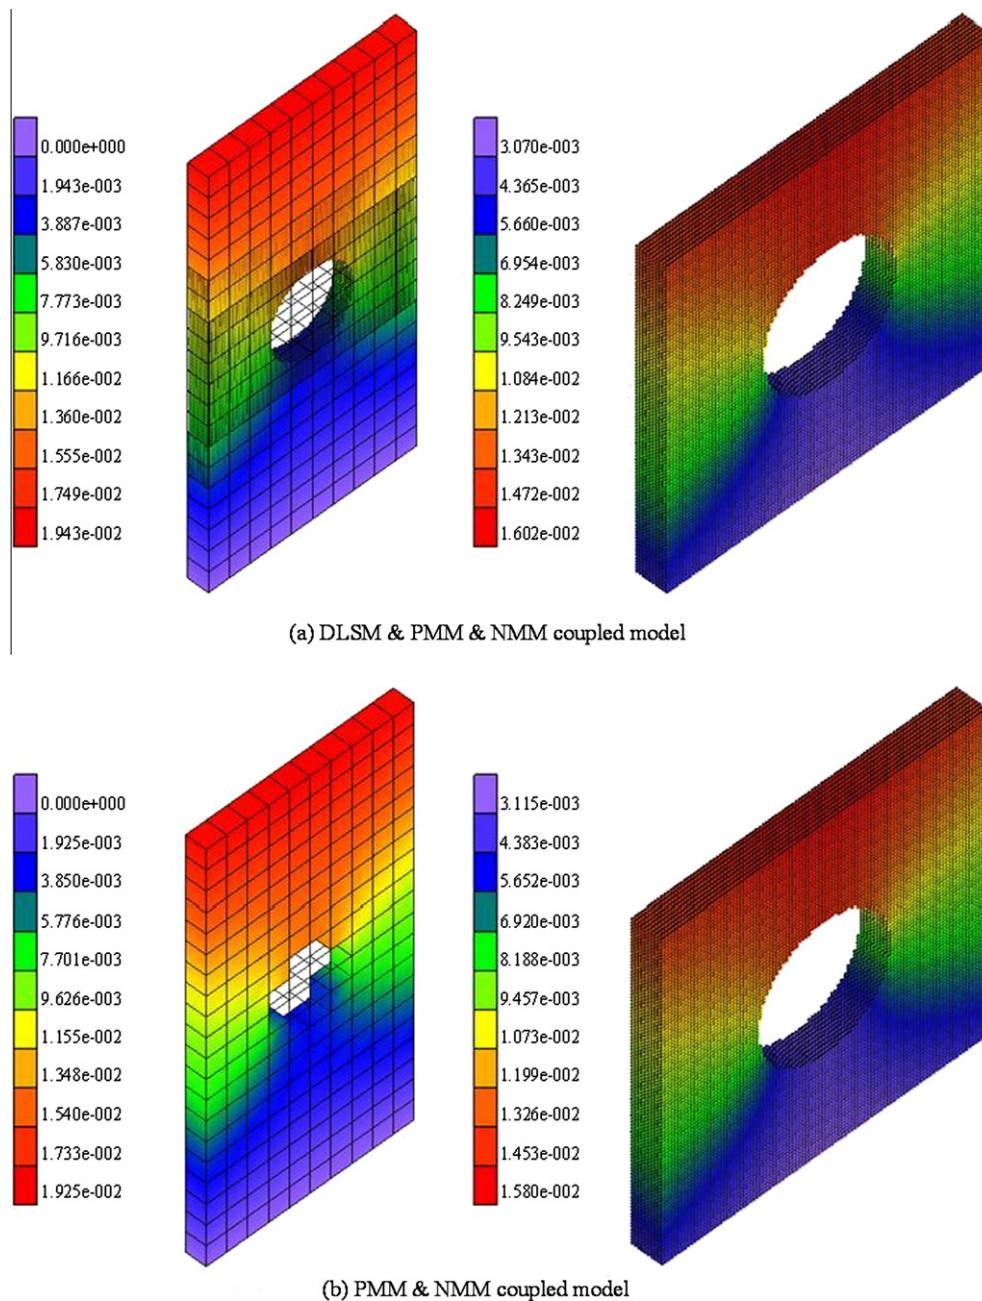 0.000e+000
1.943e-003
3.887e-003
5.830e-003
7.773e-003
9.716e-003
1.166e-002
1.360e-002
1.555e-002
1.749e-002
1.943e-002
3.070e-003
4.365e-003
5.660e-003
6.954e-003
8.249e-003
9.543e-003
1.084e-002
1.213e-002
1.343e-002
1.472e-002
1.602e-002
(a) DLSM & PMM & NMM coupled model
0.000e+000
1.925e-003
3.850e-003
5.776e-003
7.701e-003
9.626e-003
1.155e-002
1.348e-002
1.540e-002
1.733e-002
1.925e-002
3.115e-003
4.383e-003
5.652e-003
6.920e-003
8.188e-003
9.457e-003
1.073e-002
1.199e-002
1.326e-002
1.453e-002
1.580e-002
(b) PMM & NMM coupled model